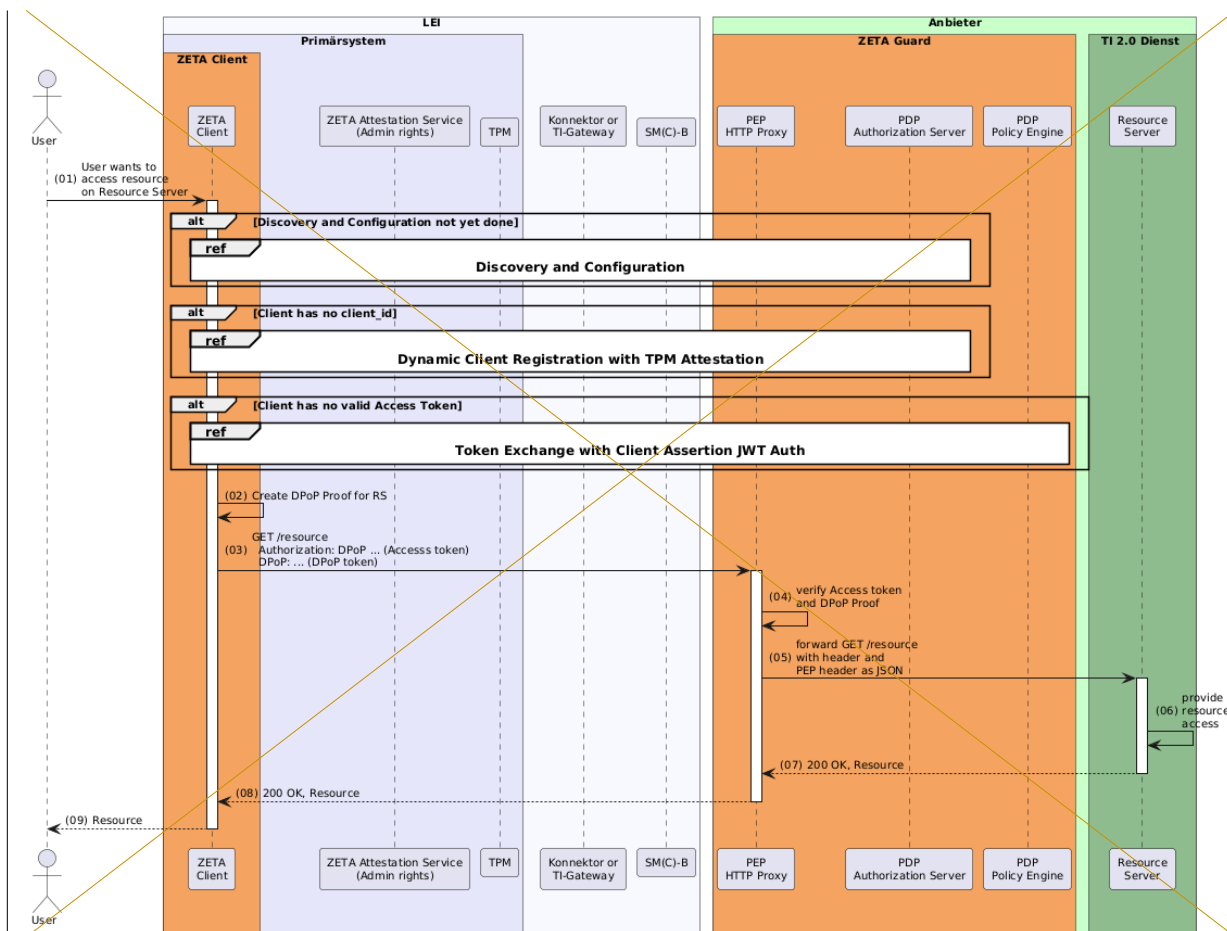 LEI
Anbieter
Primärsystem
ZETA Guard
TI 2.0 Dienst
ZETA Client
User
ZETA
Client
ZETA Attestation Service
(Admin rights)
TPM
Konnektor or
TI-Gateway
SM(C)-B
PEP
HTTP Proxy
PDP
Authorization Server
PDP
Policy Engine
Resource
Server
User wants to
(01) access resource
on Resource Server
alt [Discovery and Configuration not yet done]
ref
Discovery and Configuration
alt [Client has no client_id]
ref
Dynamic Client Registration with TPM Attestation
alt [Client has no valid Access Token]
ref
Token Exchange with Client Assertion JWT Auth
(02) Create DPoP Proof for RS
GET /resource
(03) Authorization: DPoP ... (Accesss token)
DPoP: ... (DPoP token)
(04) verify Access token
and DPoP Proof
forward GET /resource
(05) with header and
PEP header as JSON
provide
(06) resource
access
(07) 200 OK, Resource
(08) 200 OK, Resource
(09) Resource
User
ZETA
Client
ZETA Attestation Service
(Admin rights)
TPM
Konnektor or
TI-Gateway
SM(C)-B
PEP
HTTP Proxy
PDP
Authorization Server
PDP
Policy Engine
Resource
Server